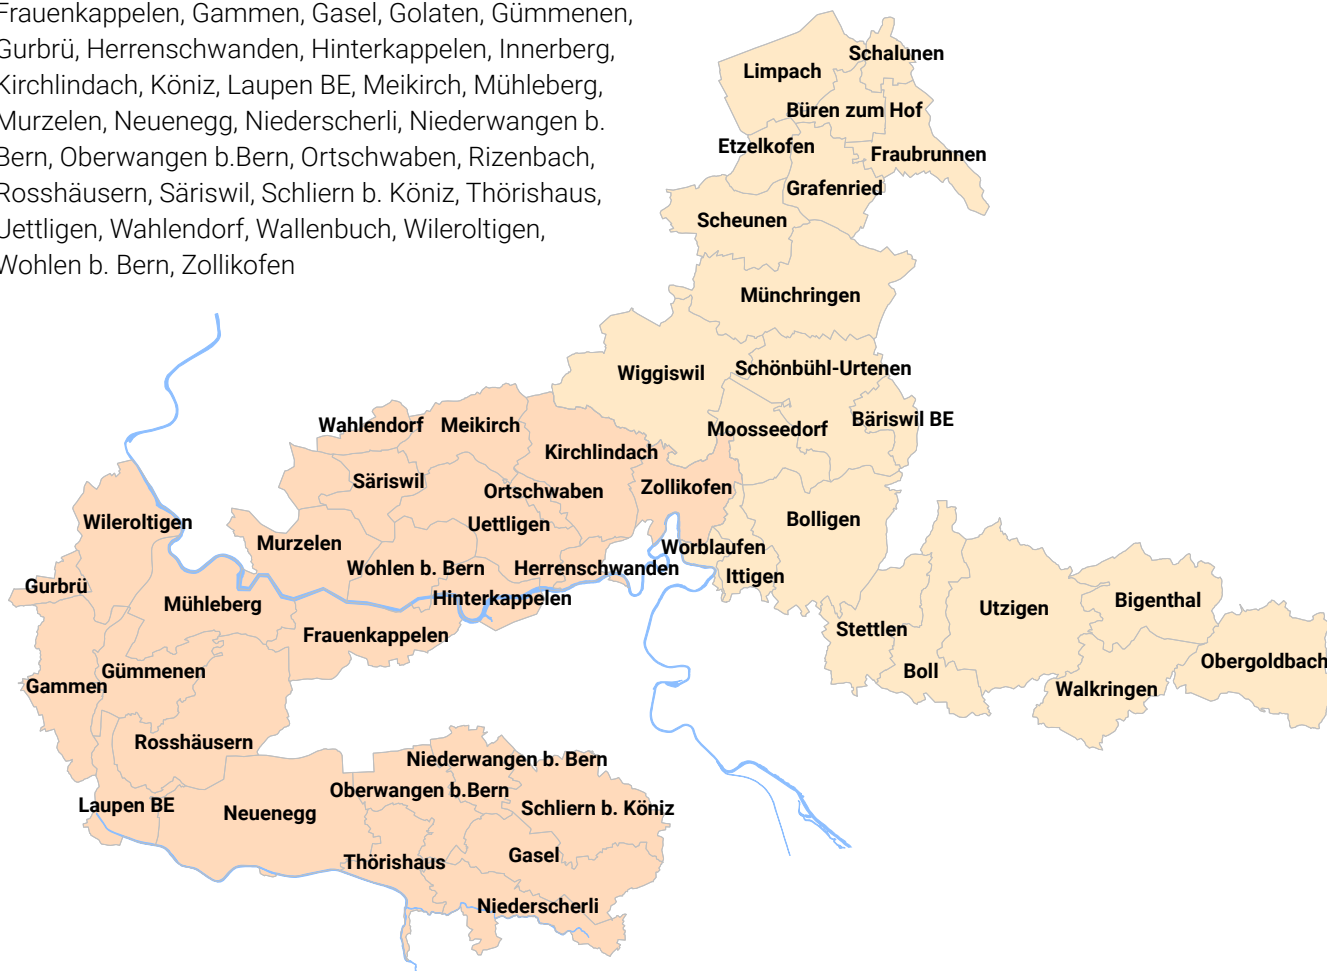 Frauenkappelen, Gammen, Gasel, Golaten, Gümmenen,
Gurbrü, Herrenschwanden, Hinterkappelen, Innerberg,
Kirchlindach, Köniz, Laupen BE, Meikirch, Mühleberg,
Murzelen, Neuenegg, Niederscherli, Niederwangen b.
Bern, Oberwangen b.Bern, Ortschwaben, Rizenbach,
Rosshäusern, Säriswil, Schliern b. Köniz, Thörishaus,
Uettligen, Wahlendorf, Wallenbuch, Wileroltigen,
Wohlen b. Bern, Zollikofen
Schalunen
Limpach
Büren zum Hof
Etzelkofen
Fraubrunnen
Grafenried
Scheunen
Münchringen
Wiggiswil
Schönbühl-Urtenen
Bäriswil BE
Moosseedorf
Wahlendorf
Meikirch
Kirchlindach
Säriswil
Ortschwaben
Zollikofen
Wileroltigen
Uettligen
Bolligen
Murzelen
Worblaufen
Wohlen b. Bern
Herrenschwanden
Ittigen
Gurbrü
Hinterkappelen
Mühleberg
Utzigen
Bigenthal
Frauenkappelen
Stettlen
Gümmenen
Obergoldbach
Boll
Gammen
Walkringen
Rosshäusern
Niederwangen b. Bern
Oberwangen b.Bern
Laupen BE
Neuenegg
Schliern b. Köniz
Thörishaus
Gasel
Niederscherli